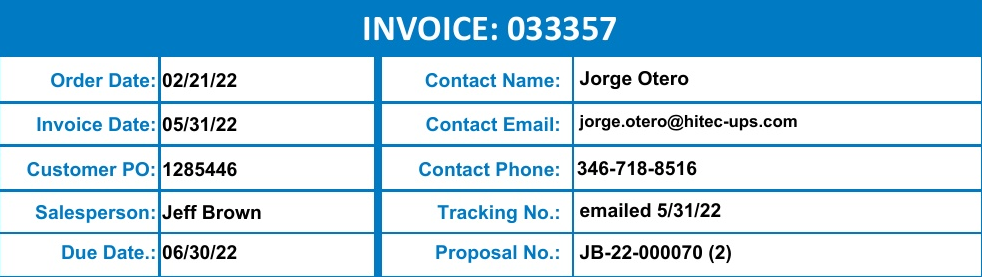 INVOICE: 033357
Order Date: 02/21/22 Contact Name: Jorge Otero
Invoice Date: 05/31/22 Contact Email: jorge.otero@hitec-ups.com
Customer PO: 1285446 Contact Phone: 346-718-8516
Salesperson: Jeff Brown Tracking No.: emailed 5/31/22
Due Date.: 06/30/22 Proposal No.: JB-22-000070 (2)